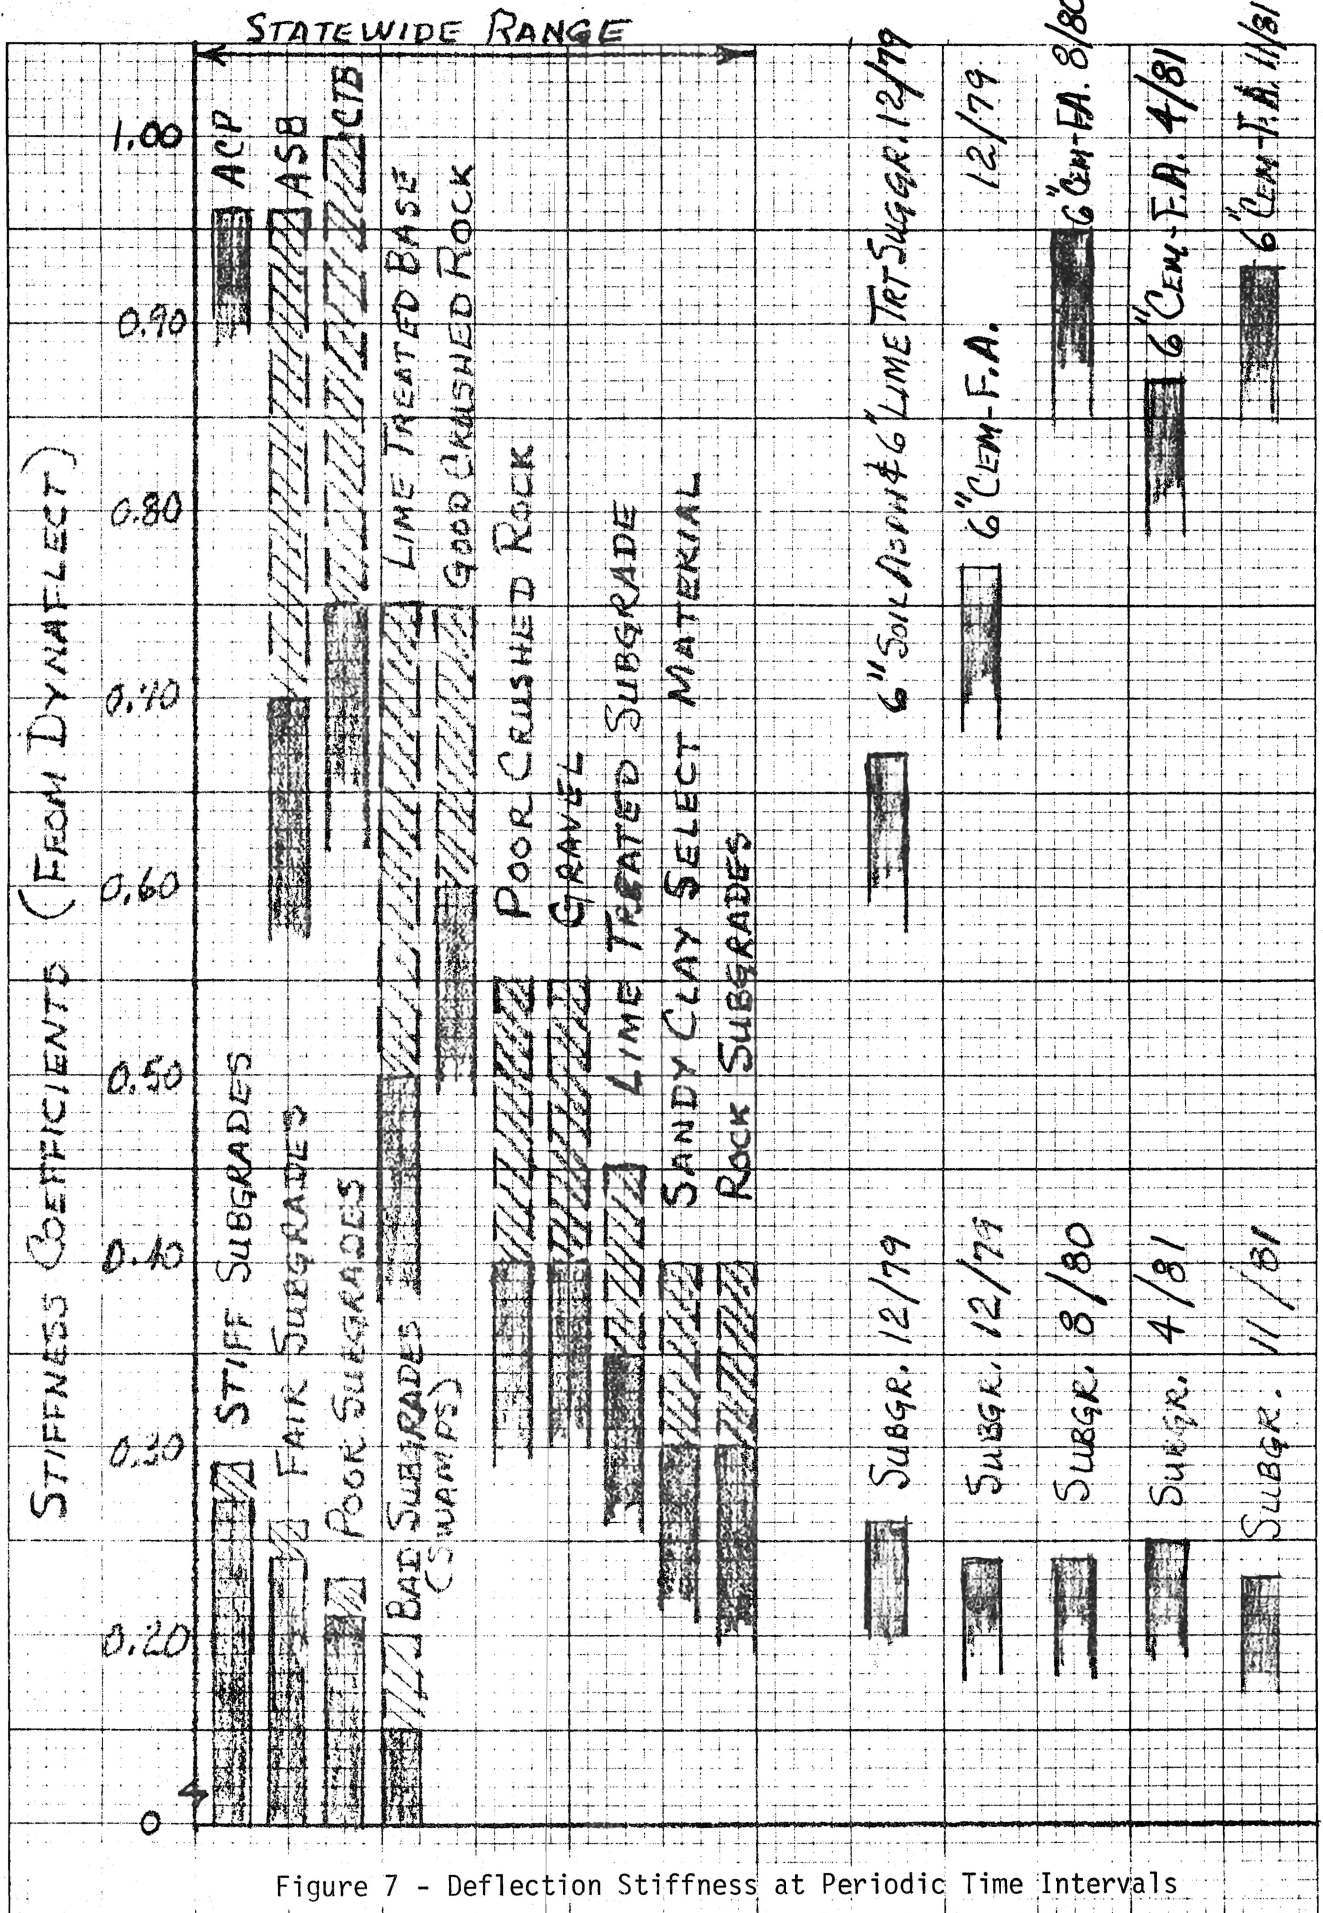 STATEWIDE RANGE
STIFFNESS COEFFICIENTS (FROM DYNAFLECT)
1.00
0.90
0.80
0.70
0.60
0.50
0.40
0.30
0.20
0
ACP
ASB
CTB
LIME TREATED BASE
GOOD CRUSHED ROCK
POOR CRUSHED ROCK
GRAVEL
LIME TREATED SUBGRADE
SANDY CLAY SELECT MATERIAL
ROCK SUBGRADES
STIFF SUBGRADES
FAIR SUBGRADES
POOR SUBGRADES
BAD SUBGRADES
(SWAMPS)
6" SOIL & 6" LIME TRT SUGGR. 12/79
6" CEM-F.A. 12/79
6" CEM-F.A. 8/80
6" CEM-F.A. 4/81
6" CEM-F.A. 11/81
SUBGR. 12/79
SUBGR. 12/79
SUBGR. 8/80
SUBGR. 4/81
SUBGR. 11/81
Figure 7 - Deflection Stiffness at Periodic Time Intervals